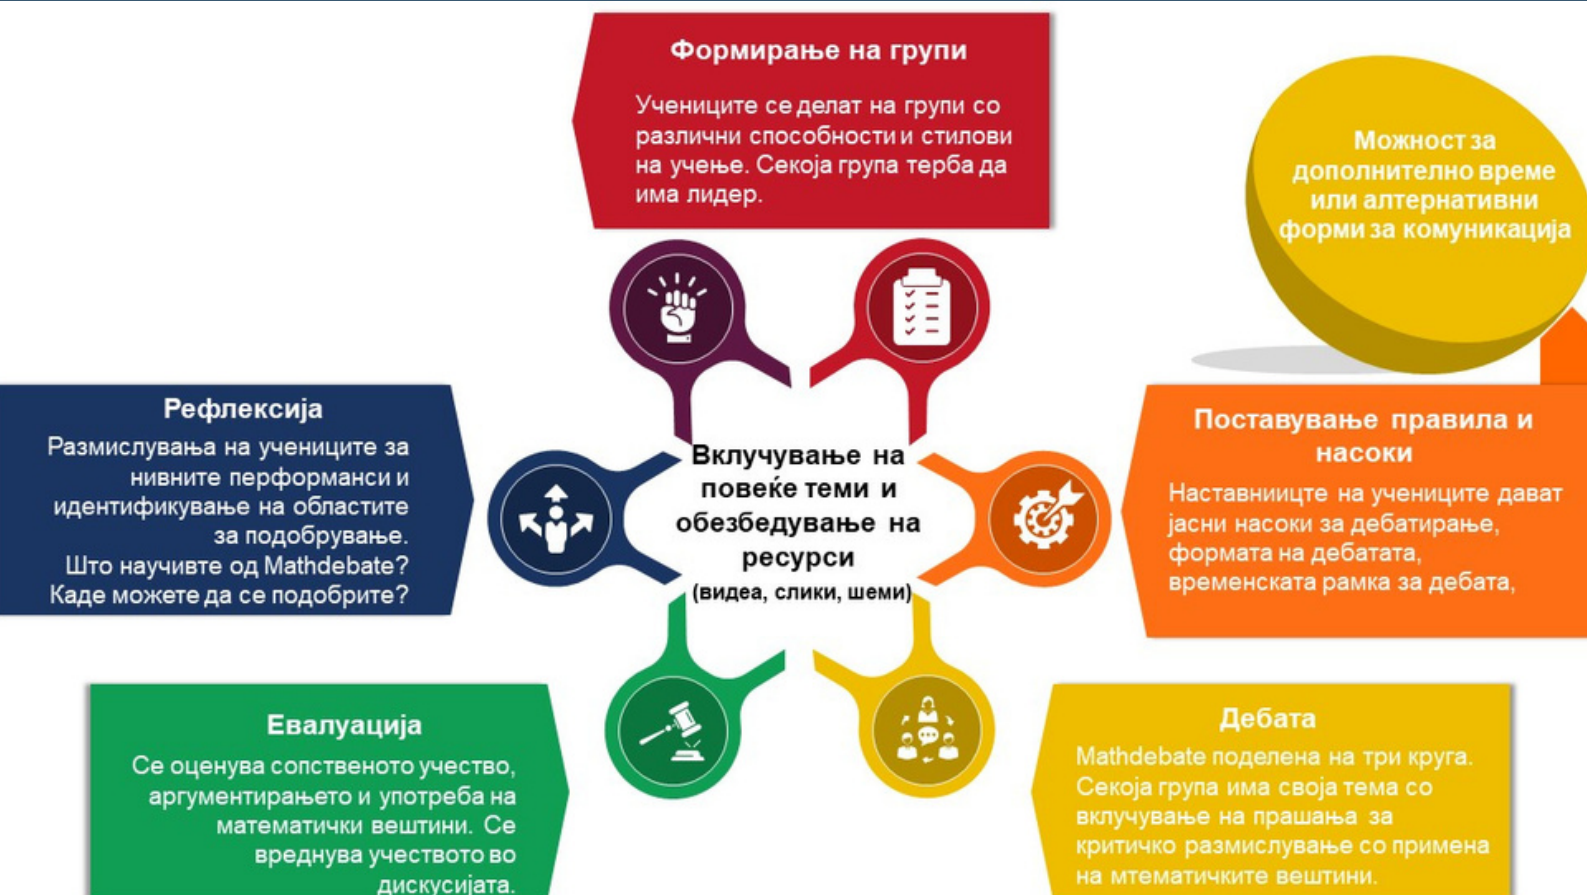 Формирање на групи
Учениците се делат на групи со
различни способности и стилови
на учење. Секоја група терба да
има лидер.
Можност за
дополнително време
или алтернативни
форми за комуникација
Рефлексија
Размислувања на учениците за
нивните перформанси и
идентификување на областите
за подобрување.
Што научивте од Mathdebate?
Каде можете да се подобрите?
Вклучување на
повеќе теми и
обезбедување на
ресурси
(видеа, слики, шеми)
Поставување правила и
насоки
Наставниицте на учениците дават
јасни насоки за дебатирање,
формата на дебатата,
временската рамка за дебата,
Евалуација
Се оценува сопственото учество,
аргументирањето и употреба на
математички вештини. Се
вреднува учеството во
дискусијата.
Дебата
Mathdebate поделена на три круга.
Секоја група има своја тема со
вклучување на прашања за
критичко размислување со примена
на мтематичките вештини.